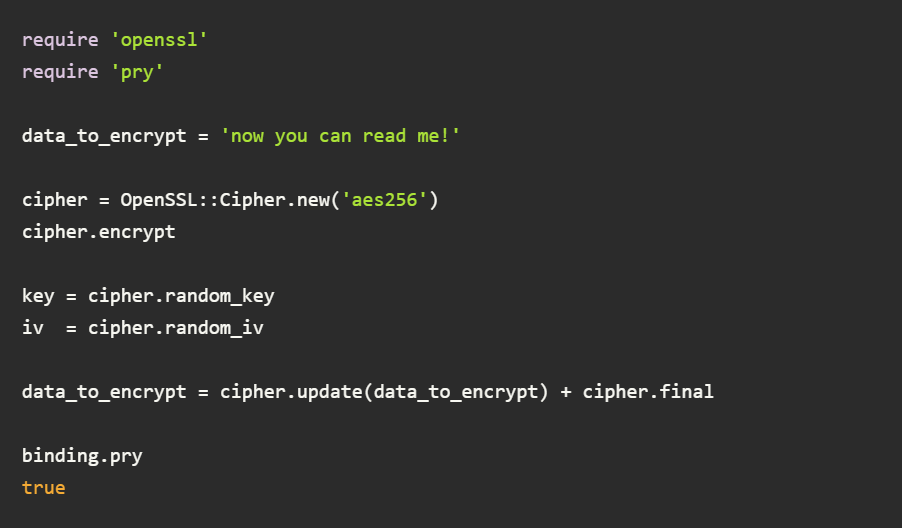 require 'openssl'
require 'pry'
data_to_encrypt = 'now you can read me!'
cipher = OpenSSL::Cipher.new('aes256')
cipher.encrypt
key = cipher.random_key
iv  = cipher.random_iv
data_to_encrypt = cipher.update(data_to_encrypt) + cipher.final
binding.pry
true